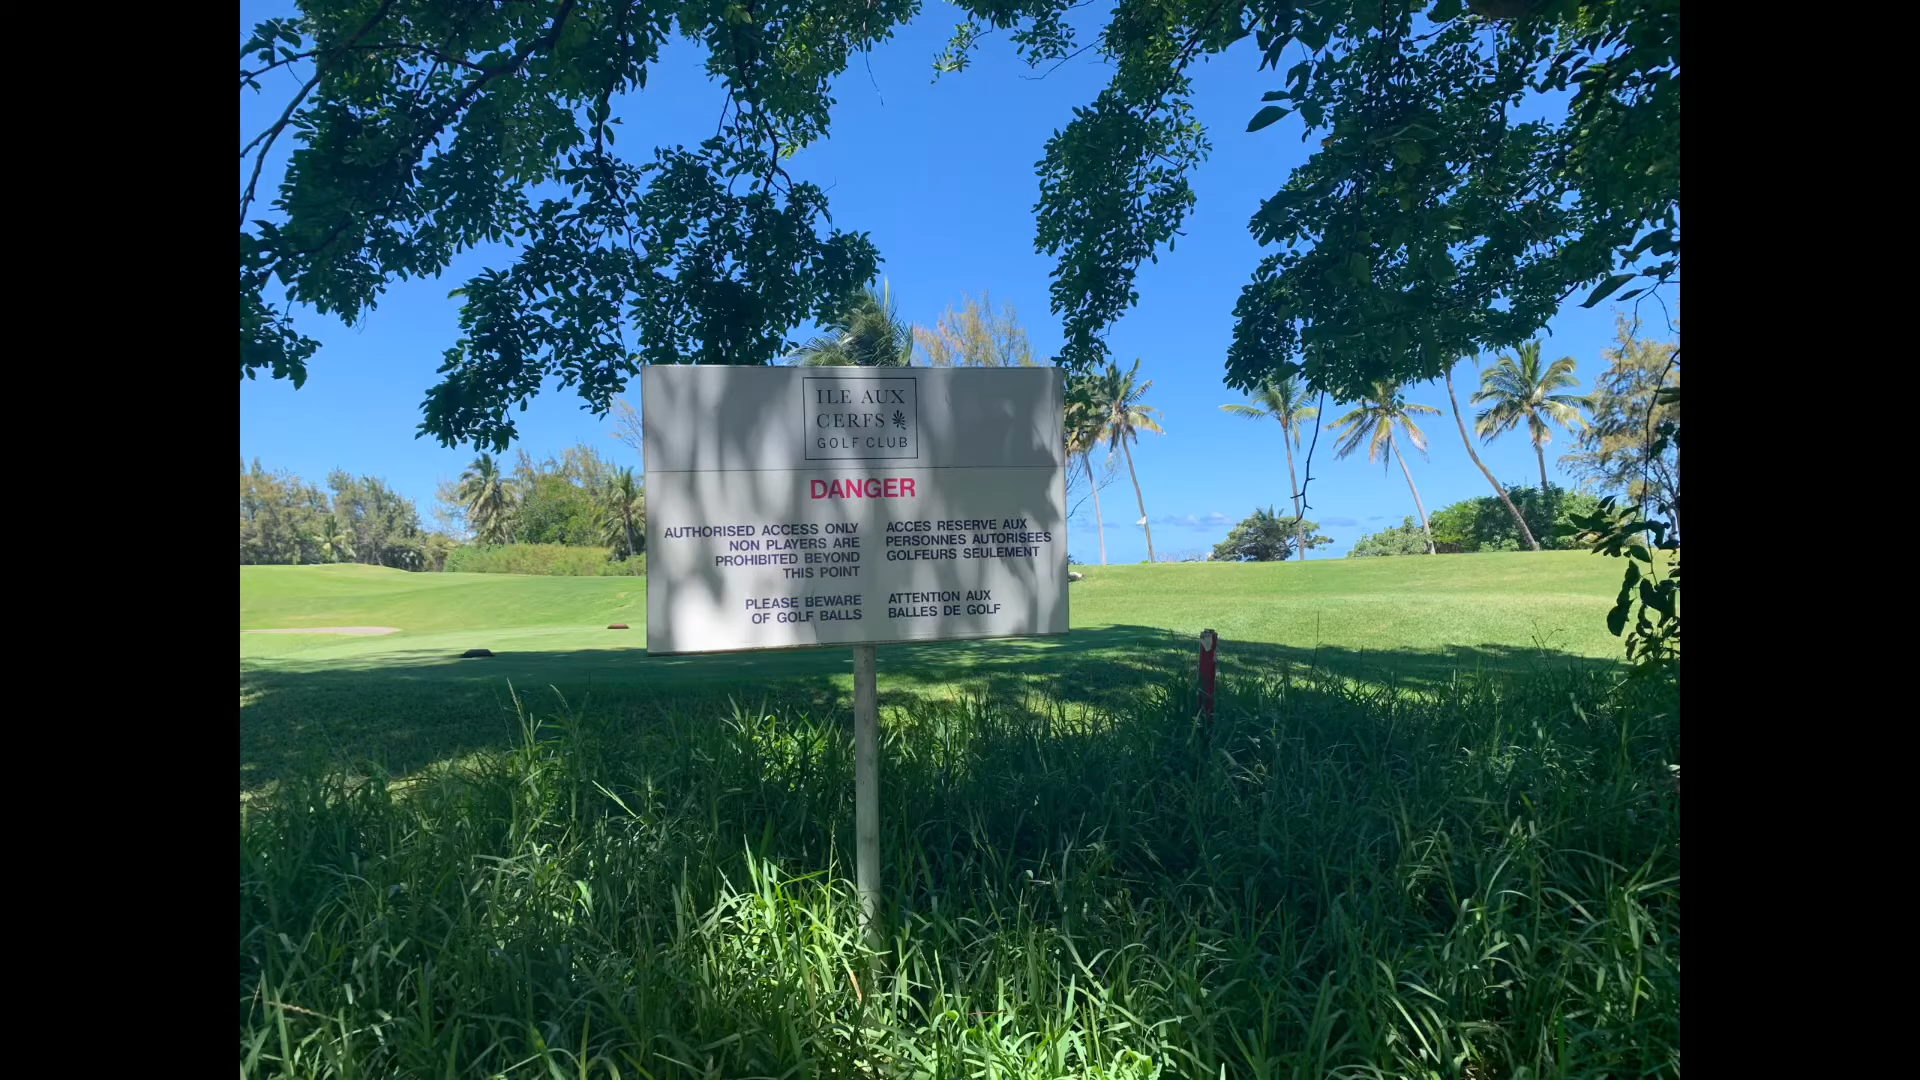 ILE AUX
CERFS
GOLF CLUB
DANGER
AUTHORISED ACCESS ONLY
NON PLAYERS ARE
PROHIBITED BEYOND
THIS POINT
PLEASE BEWARE
OF GOLF BALLS
ACCES RESERVE AUX
PERSONNES AUTORISEES
GOLFEURS SEULEMENT
ATTENTION AUX
BALLES DE GOLF